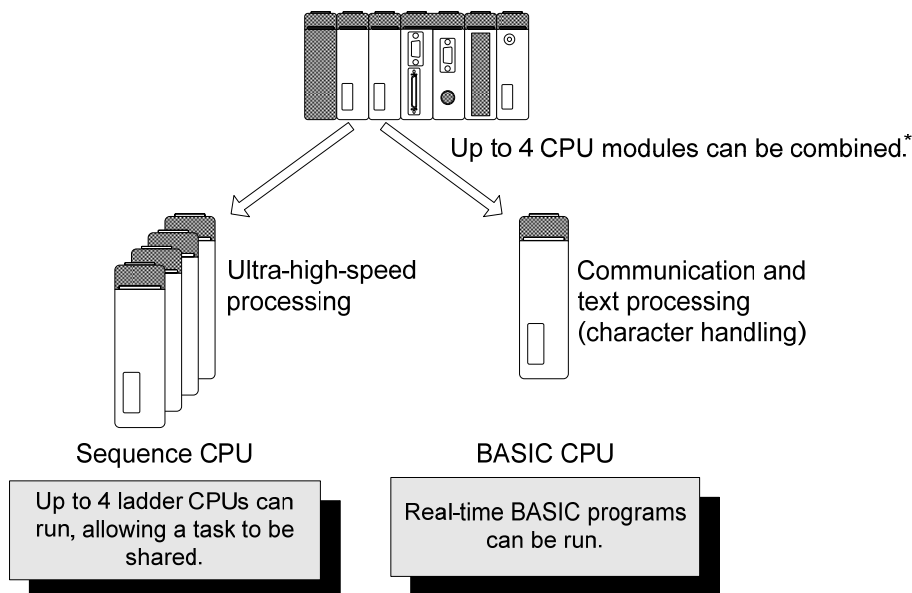 Up to 4 CPU modules can be combined.*
Ultra-high-speed
processing
Communication and
text processing
(character handling)
Sequence CPU
BASIC CPU
Up to 4 ladder CPUs can
run, allowing a task to be
shared.
Real-time BASIC programs
can be run.